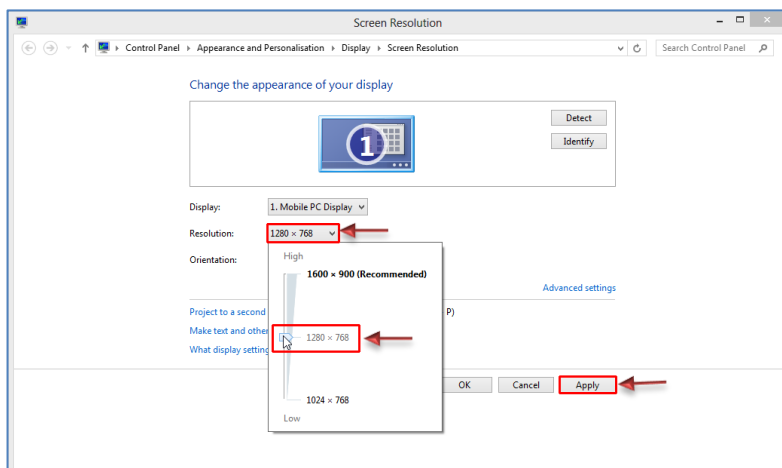 Screen Resolution
Control Panel Appearance and Personalisation Display Screen Resolution
Search Control Panel
Change the appearance of your display
1
Detect
Identify
Display: 1. Mobile PC Display
Resolution: 1280 × 768
Orientation:
High
1600 × 900 (Recommended)
Advanced settings
Project to a second P)
Make text and other
1280 × 768
What display setting
OK Cancel Apply
1024 × 768
Low